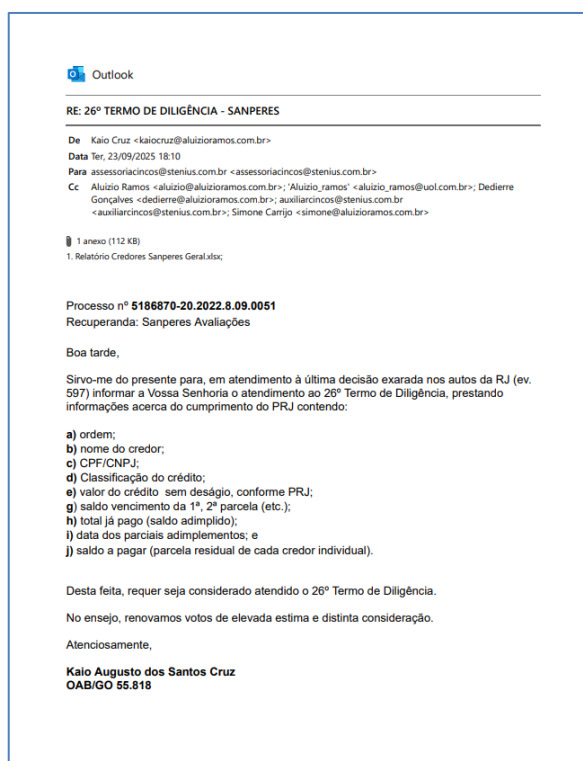 Outlook
RE: 26º TERMO DE DILIGÊNCIA - SANPERES
De Kaio Cruz <kaiocruz@aluizioramos.com.br>
Data Ter, 23/09/2025 18:10
Para assessoriacincos@stenius.com.br <assessoriacincos@stenius.com.br>
Cc Aluizio Ramos <aluizio@aluizioramos.com.br>; 'Aluizio_ramos' <aluizio_ramos@uol.com.br>; Dedierre
Gonçalves <dedierre@aluizioramos.com.br>; auxiliarcincos@stenius.com.br
<auxiliarcincos@stenius.com.br>; Simone Carrijo <simone@aluizioramos.com.br>
1 anexo (112 KB)
1. Relatório Credores Sanperes Geral.xlsx;
Processo nº 5186870-20.2022.8.09.0051
Recuperanda: Sanperes Avaliações
Boa tarde,
Sirvo-me do presente para, em atendimento à última decisão exarada nos autos da RJ (ev.
597) informar a Vossa Senhoria o atendimento ao 26º Termo de Diligência, prestando
informações acerca do cumprimento do PRJ contendo:
a) ordem;
b) nome do credor;
c) CPF/CNPJ;
d) Classificação do crédito;
e) valor do crédito sem deságio, conforme PRJ;
g) saldo vencimento da 1ª, 2ª parcela (etc.);
h) total já pago (saldo adimplido);
i) data dos parciais adimplementos; e
j) saldo a pagar (parcela residual de cada credor individual).
Desta feita, requer seja considerado atendido o 26º Termo de Diligência.
No ensejo, renovamos votos de elevada estima e distinta consideração.
Atenciosamente,
Kaio Augusto dos Santos Cruz
OAB/GO 55.818